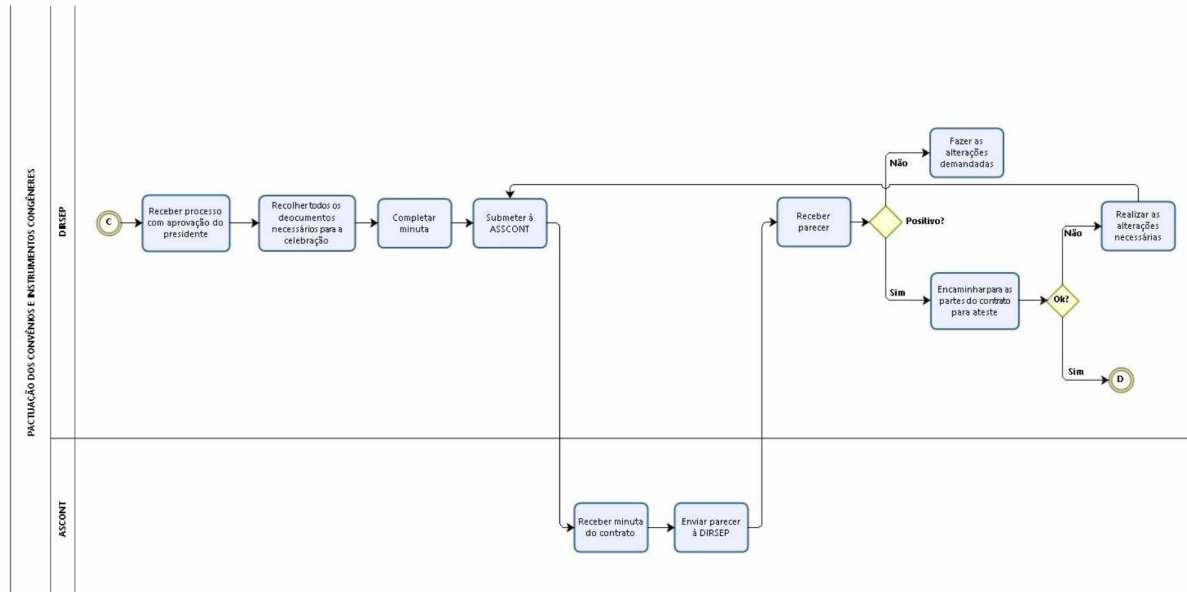 PACTUAÇÃO DOS CONVÊNIOS E INSTRUMENTOS CONGÊNERES
DIRSEP
C
Receber processo
com aprovação do
presidente
Recolher todos os
deocumentos
necessários para a
celebração
Completar
minuta
Submeter à
ASSCONT
Receber
parecer
Positivo?
Não
Fazer as
alterações
demandadas
Sim
Encaminhar para as
partes do contrato
para ateste
Ok?
Não
Realizar as
alterações
necessárias
Sim
D
ASCONT
Receber minuta
do contrato
Enviar parecer
à DIRSEP